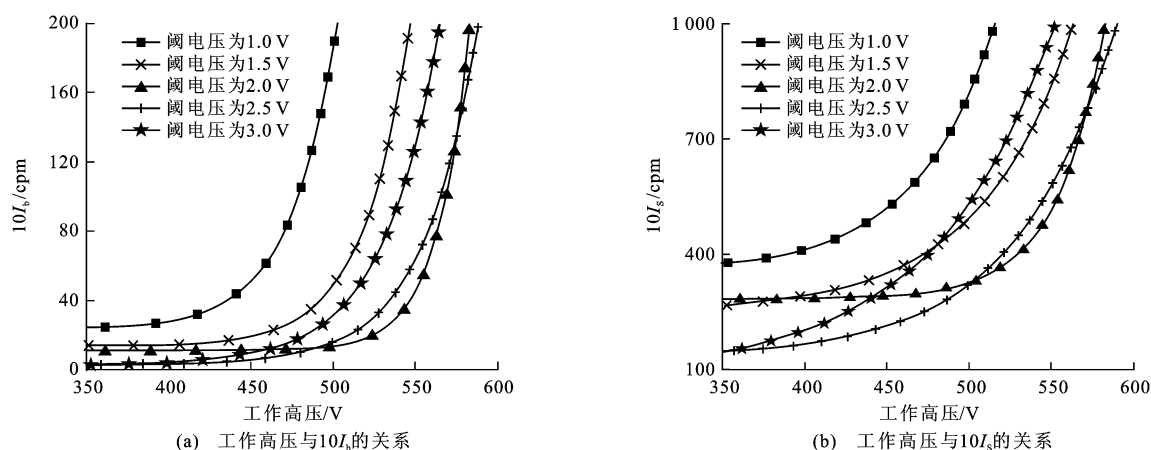 200
160
120
80
40
0
10I_b/cpm
阈电压为1.0 V
阈电压为1.5 V
阈电压为2.0 V
阈电压为2.5 V
阈电压为3.0 V
350 400 450 500 550 600
工作高压/V
(a) 工作高压与10I_b的关系
1 000
700
400
100
10I_s/cpm
阈电压为1.0 V
阈电压为1.5 V
阈电压为2.0 V
阈电压为2.5 V
阈电压为3.0 V
350 400 450 500 550 600
工作高压/V
(b) 工作高压与10I_s的关系